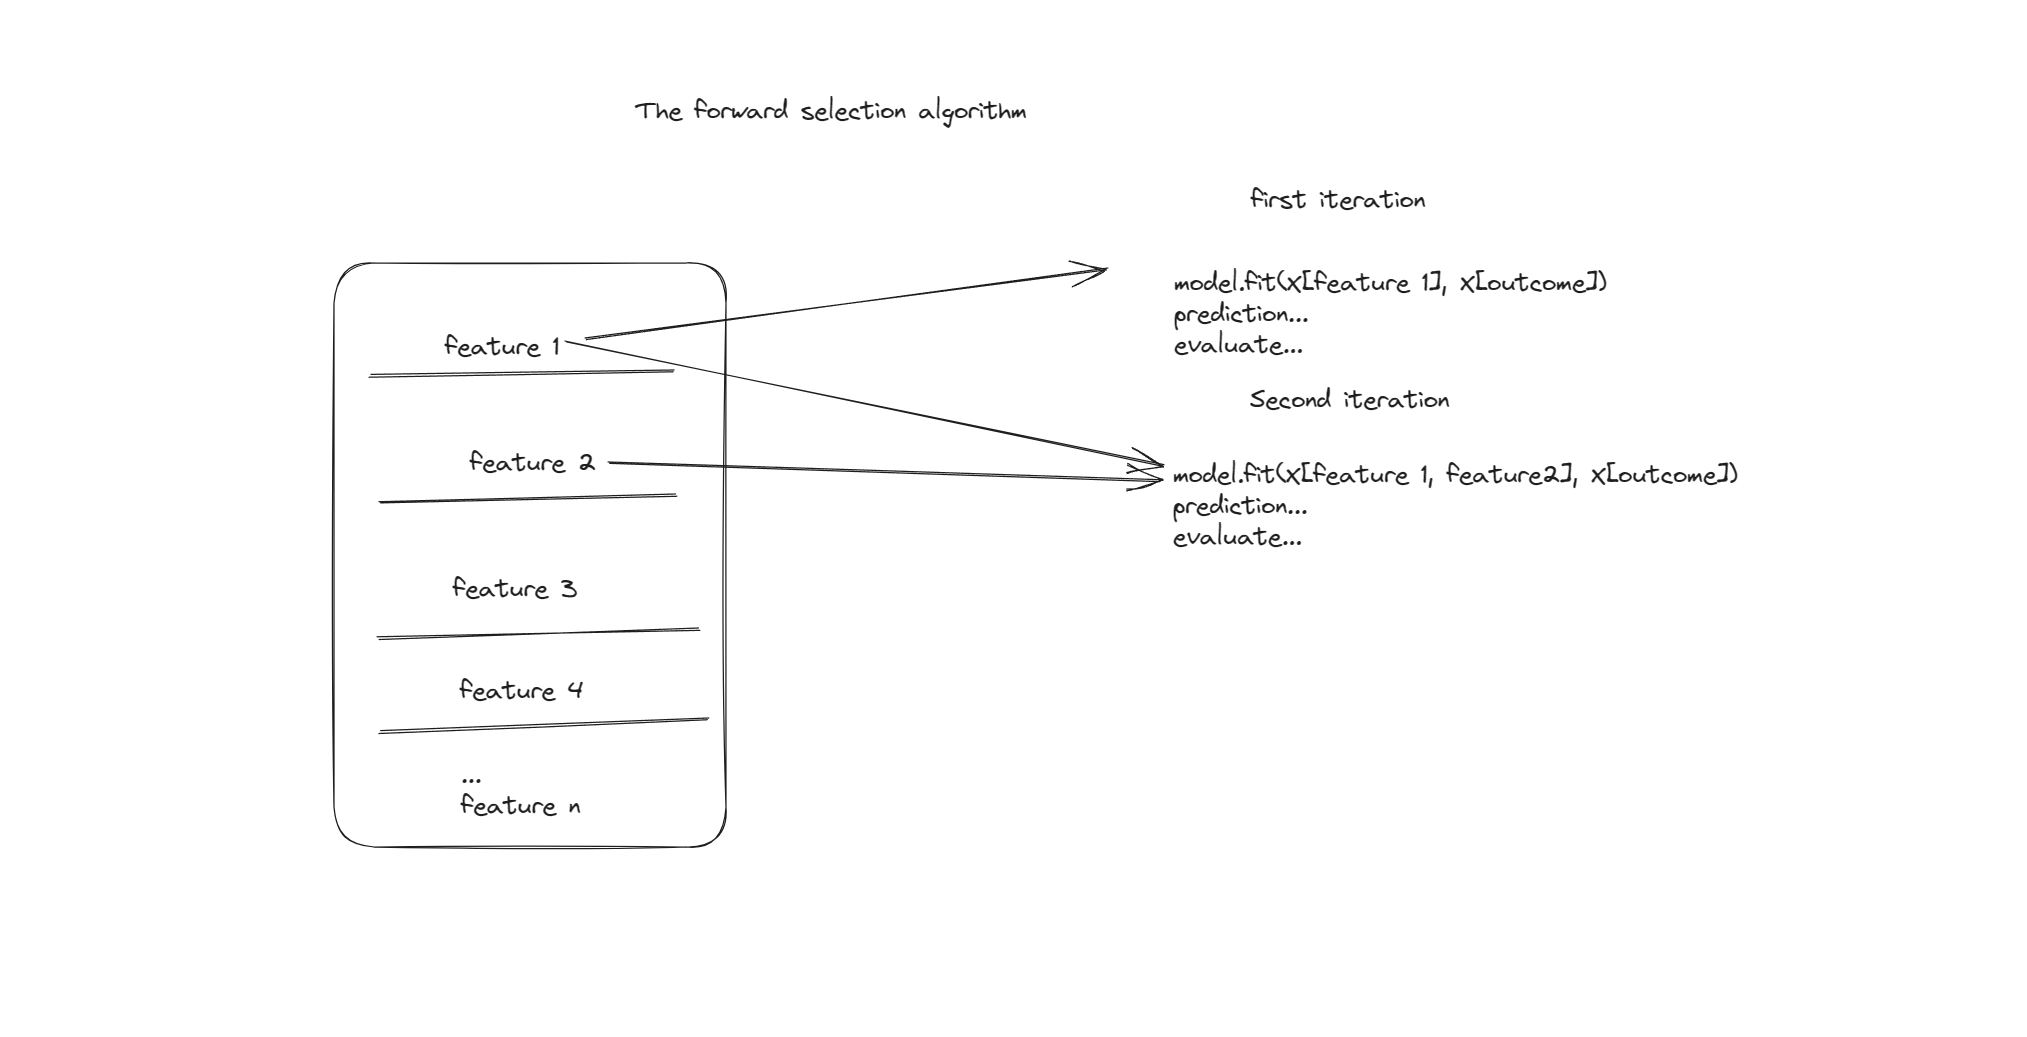 The forward selection algorithm
feature 1
feature 2
feature 3
feature 4
...
feature n
first iteration
model.fit(X[feature 1], X[outcome])
prediction...
evaluate...
Second iteration
model.fit(X[feature 1, feature2], X[outcome])
prediction...
evaluate...